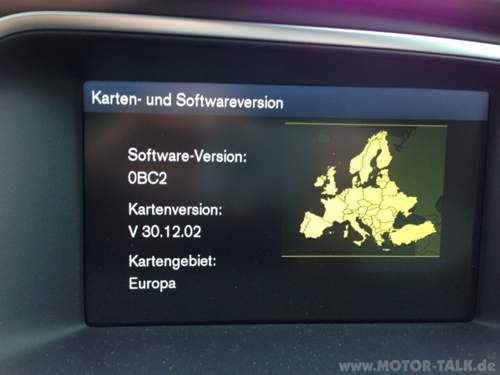 Karten- und Softwareversion
Software-Version:
0BC2
Kartenversion:
V 30.12.02
Kartengebiet:
Europa
www.MOTOR-TALK.de